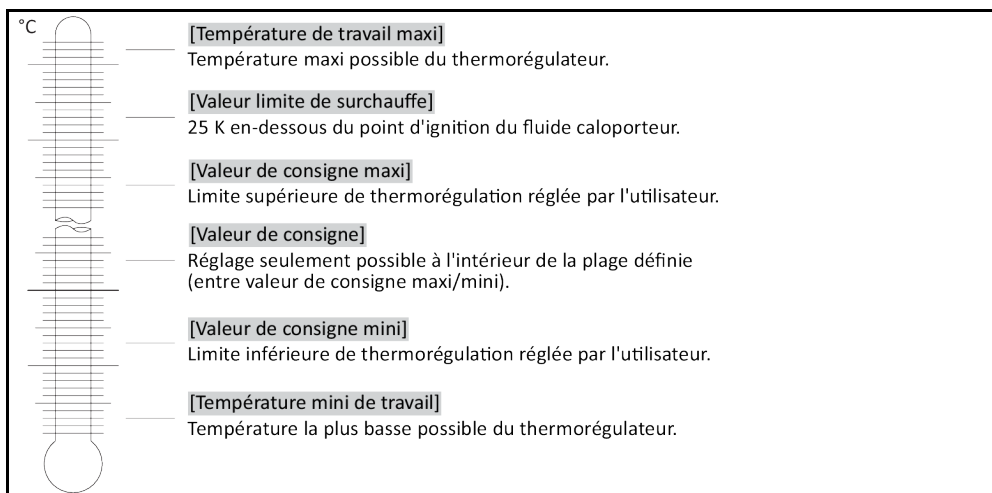 °C
[Température de travail maxi]
Température maxi possible du thermorégulateur.
[Valeur limite de surchauffe]
25 K en-dessous du point d'ignition du fluide caloporteur.
[Valeur de consigne maxi]
Limite supérieure de thermorégulation réglée par l'utilisateur.
[Valeur de consigne]
Réglage seulement possible à l'intérieur de la plage définie
(entre valeur de consigne maxi/mini).
[Valeur de consigne mini]
Limite inférieure de thermorégulation réglée par l'utilisateur.
[Température mini de travail]
Température la plus basse possible du thermorégulateur.